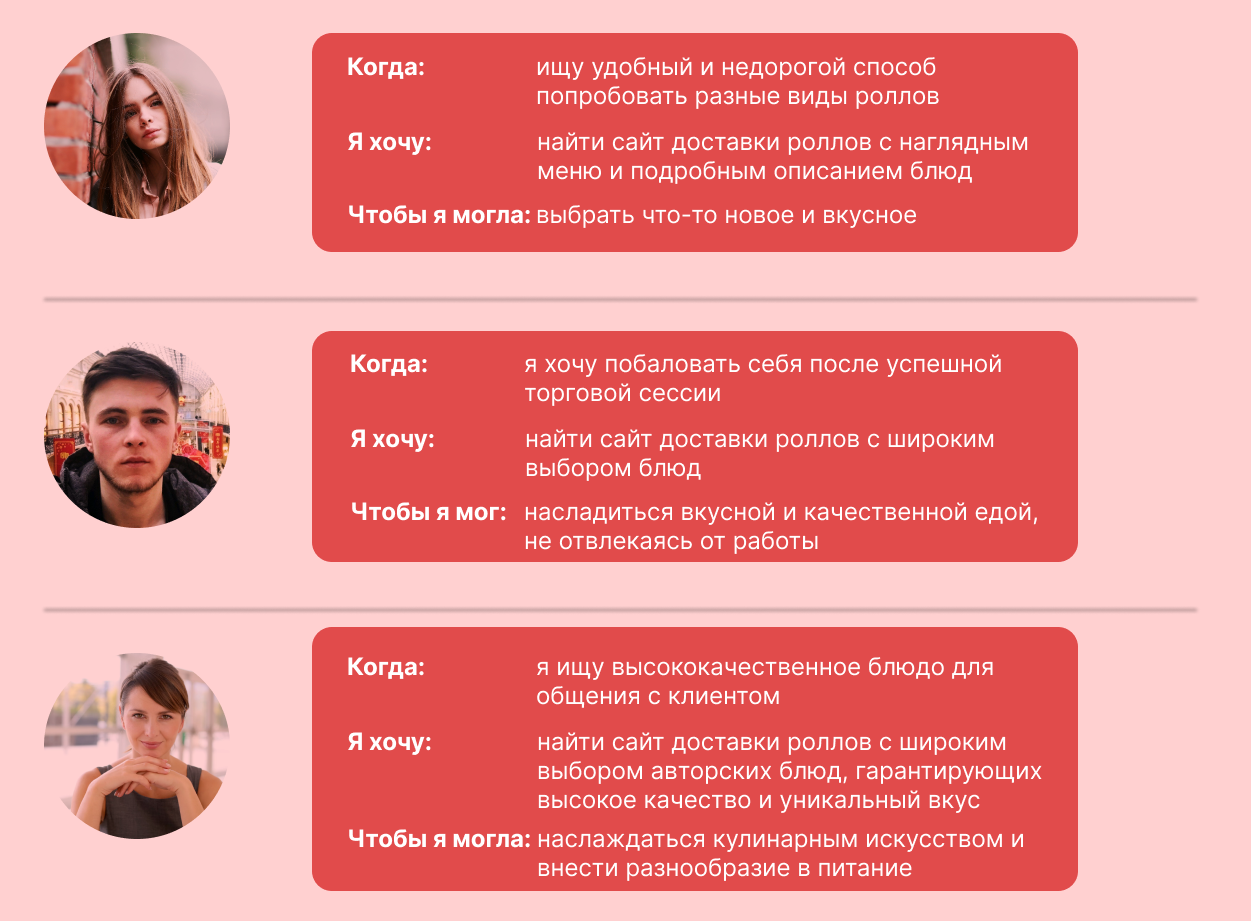 Когда: ищу удобный и недорогой способ
попробовать разные виды роллов
Я хочу: найти сайт доставки роллов с наглядным
меню и подробным описанием блюд
Чтобы я могла: выбрать что-то новое и вкусное
Когда: я хочу побаловать себя после успешной
торговой сессии
Я хочу: найти сайт доставки роллов с широким
выбором блюд
Чтобы я мог: насладиться вкусной и качественной едой,
не отвлекаясь от работы
Когда: я ищу высококачественное блюдо для
общения с клиентом
Я хочу: найти сайт доставки роллов с широким
выбором авторских блюд, гарантирующих
высокое качество и уникальный вкус
Чтобы я могла: наслаждаться кулинарным искусством и
внести разнообразие в питание